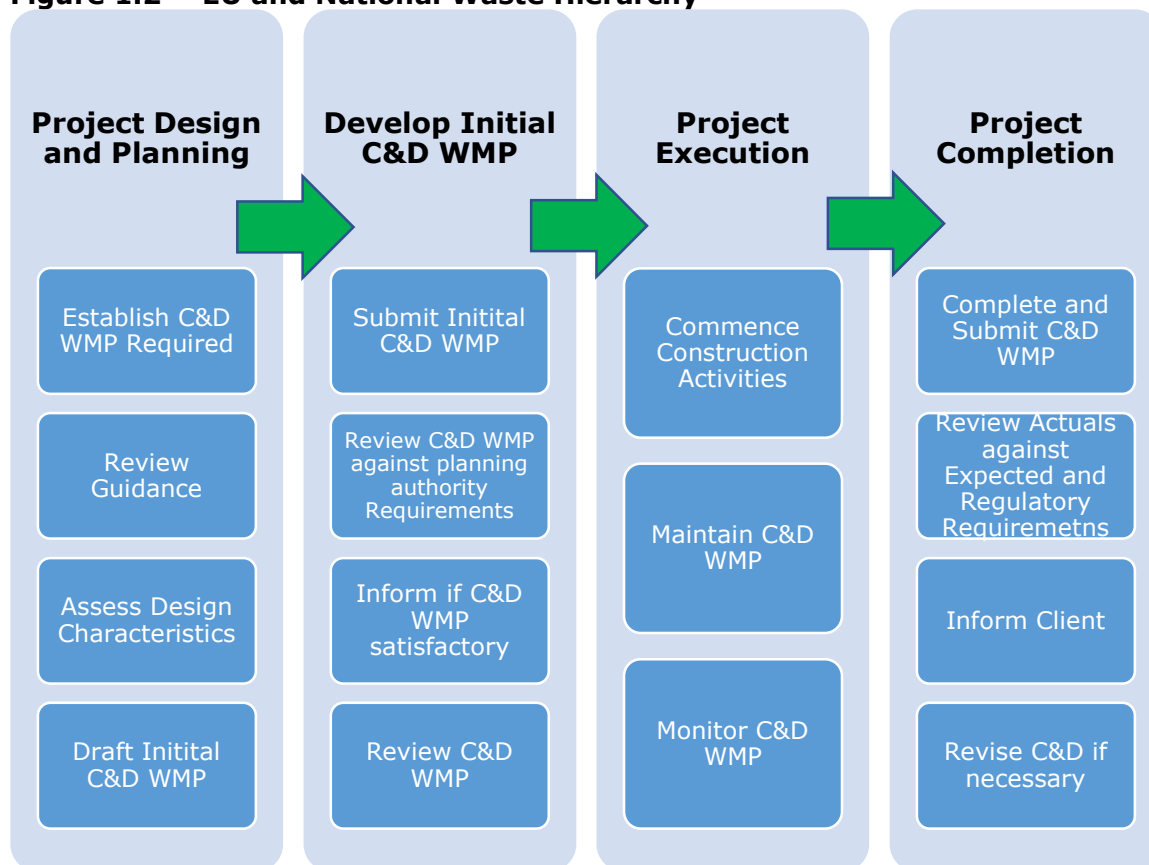 Figure 1.2 EU and National Waste Hierarchy
Project Design
and Planning
Establish C&D
WMP Required
Review
Guidance
Assess Design
Characteristics
Draft Initital
C&D WMP
Develop Initial
C&D WMP
Submit Initital
C&D WMP
Review C&D WMP
against planning
authority
Requirements
Inform if C&D
WMP
satisfactory
Review C&D
WMP
Project
Execution
Commence
Construction
Activities
Maintain C&D
WMP
Monitor C&D
WMP
Project
Completion
Complete and
Submit C&D
WMP
Review Actuals
against
Expected and
Regulatory
Requiremetns
Inform Client
Revise C&D if
necessary